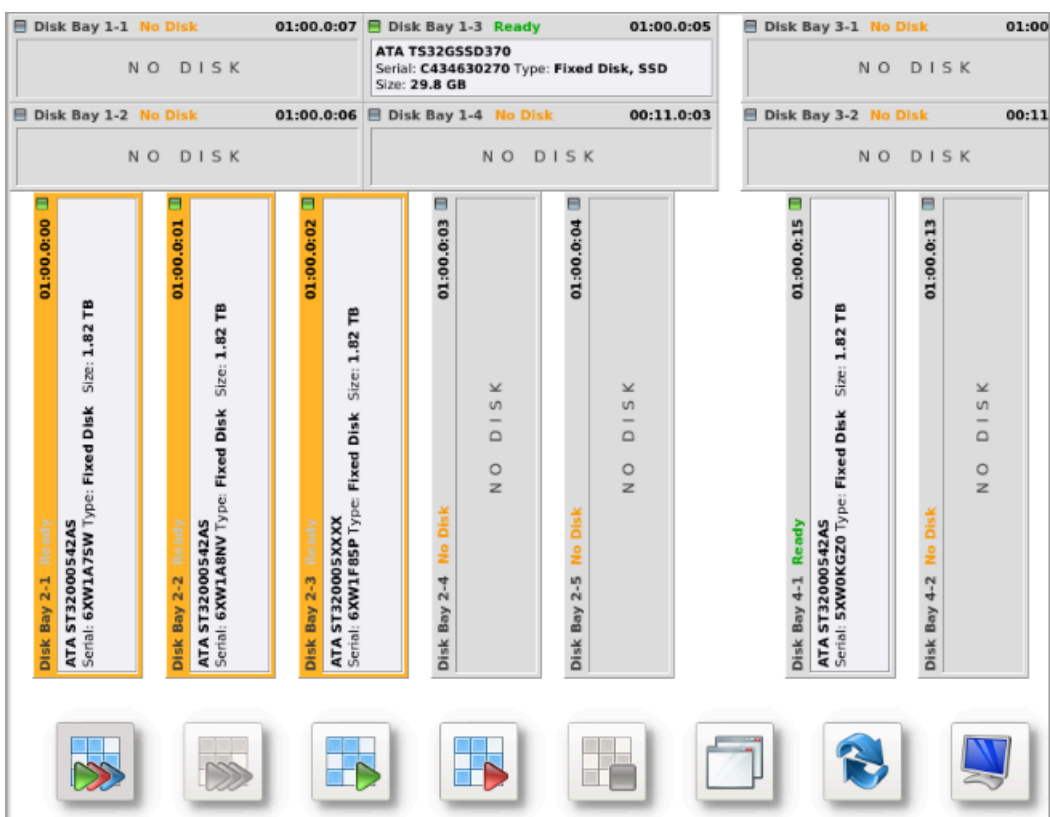 Disk Bay 1-1 No Disk 01:00.0:07
NO DISK
Disk Bay 1-3 Ready 01:00.0:05
ATA TS32GSSD370
Serial: C434630270 Type: Fixed Disk, SSD
Size: 29.8 GB
Disk Bay 3-1 No Disk 01:00
NO DISK
Disk Bay 1-2 No Disk 01:00.0:06
NO DISK
Disk Bay 1-4 No Disk 00:11.0:03
NO DISK
Disk Bay 3-2 No Disk 00:11
NO DISK
Disk Bay 2-1 Ready 01:00.0:00
ATA ST32000542AS
Serial: 6XW1A7SW Type: Fixed Disk Size: 1.82 TB
Disk Bay 2-2 Ready 01:00.0:01
ATA ST32000542AS
Serial: 6XW1A8NV Type: Fixed Disk Size: 1.82 TB
Disk Bay 2-3 Ready 01:00.0:02
ATA ST320005XXXX
Serial: 6XW1F85P Type: Fixed Disk Size: 1.82 TB
Disk Bay 2-4 No Disk 01:00.0:03
NO DISK
Disk Bay 2-5 No Disk 01:00.0:04
NO DISK
Disk Bay 4-1 Ready 01:00.0:15
ATA ST32000542AS
Serial: 5XW0KGZ0 Type: Fixed Disk Size: 1.82 TB
Disk Bay 4-2 No Disk 01:00.0:13
NO DISK